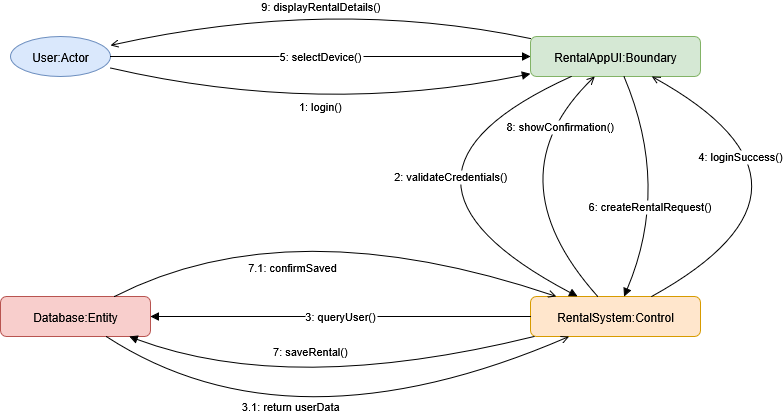 9: displayRentalDetails()
User:Actor
5: selectDevice()
RentalAppUI:Boundary
1: login()
8: showConfirmation()
4: loginSuccess()
2: validateCredentials()
6: createRentalRequest()
7.1: confirmSaved
Database:Entity
3: queryUser()
RentalSystem:Control
7: saveRental()
3.1: return userData